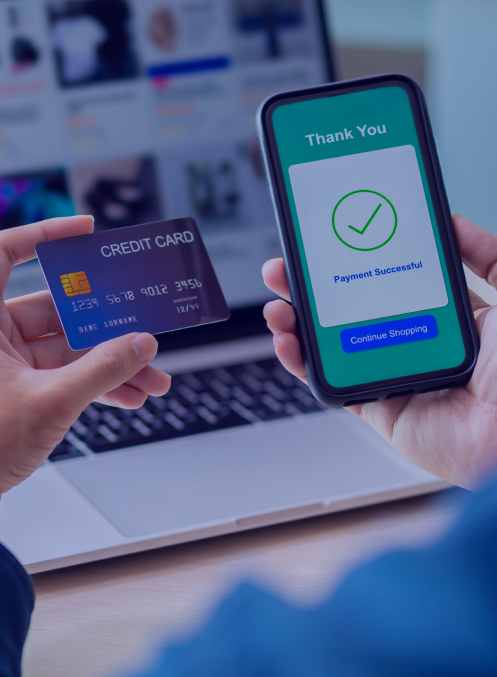 Thank You
Payment Successful
Continue Shopping
CREDIT CARD
1234 5678 9012 3456
12/99
NAME SURNAME